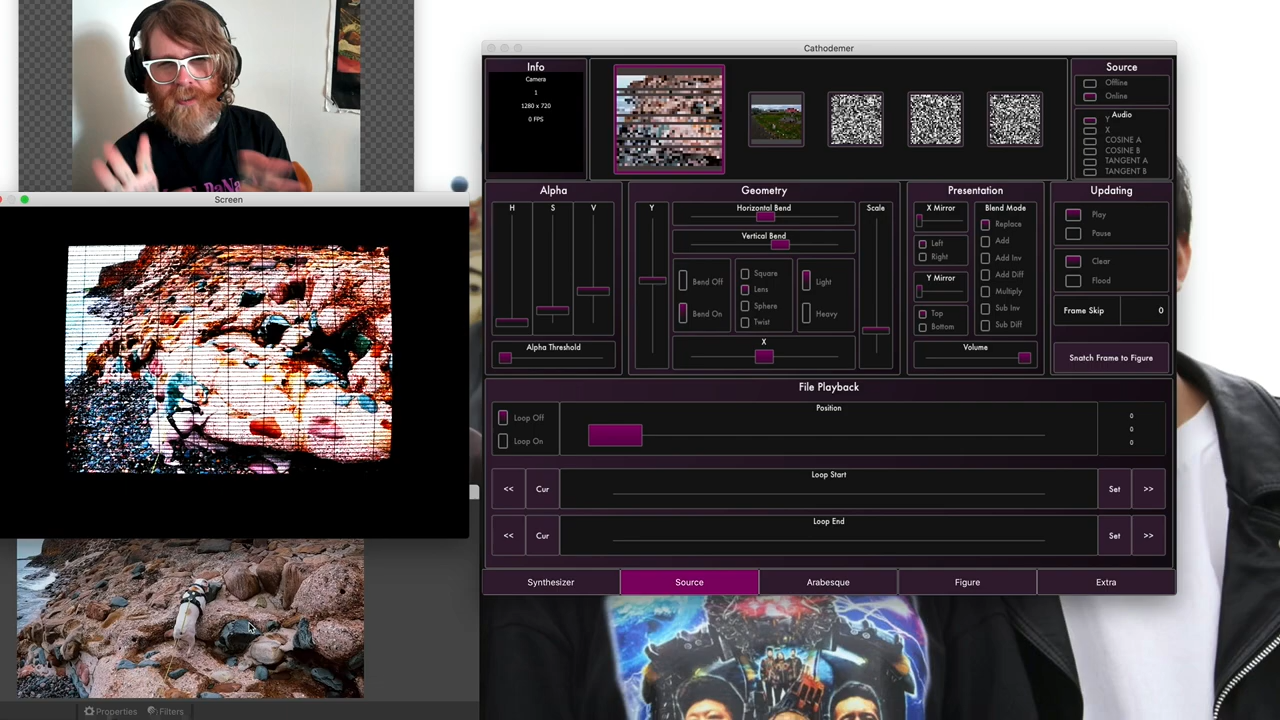 Cathodemer
Info
Camera
1
1280 x 720
0 FPS
Source
Offline
Online
Audio
Y
X
COSINE A
COSINE B
TANGENT A
TANGENT B
Screen
Alpha
H
S
V
Alpha Threshold
Geometry
Y
Horizontal Bend
Vertical Bend
Bend Off
Bend On
Square
Lens
Sphere
Twist
Light
Heavy
X
Scale
Presentation
X Mirror
Left
Right
Y Mirror
Top
Bottom
Blend Mode
Replace
Add
Add Inv
Add Diff
Multiply
Sub Inv
Sub Diff
Volume
Updating
Play
Pause
Clear
Flood
Frame Skip 0
Snatch Frame to Figure
File Playback
Loop Off
Loop On
Position
0
0
0
Loop Start
<< Cur Set >>
Loop End
<< Cur Set >>
Synthesizer Source Arabesque Figure Extra
Properties Filters